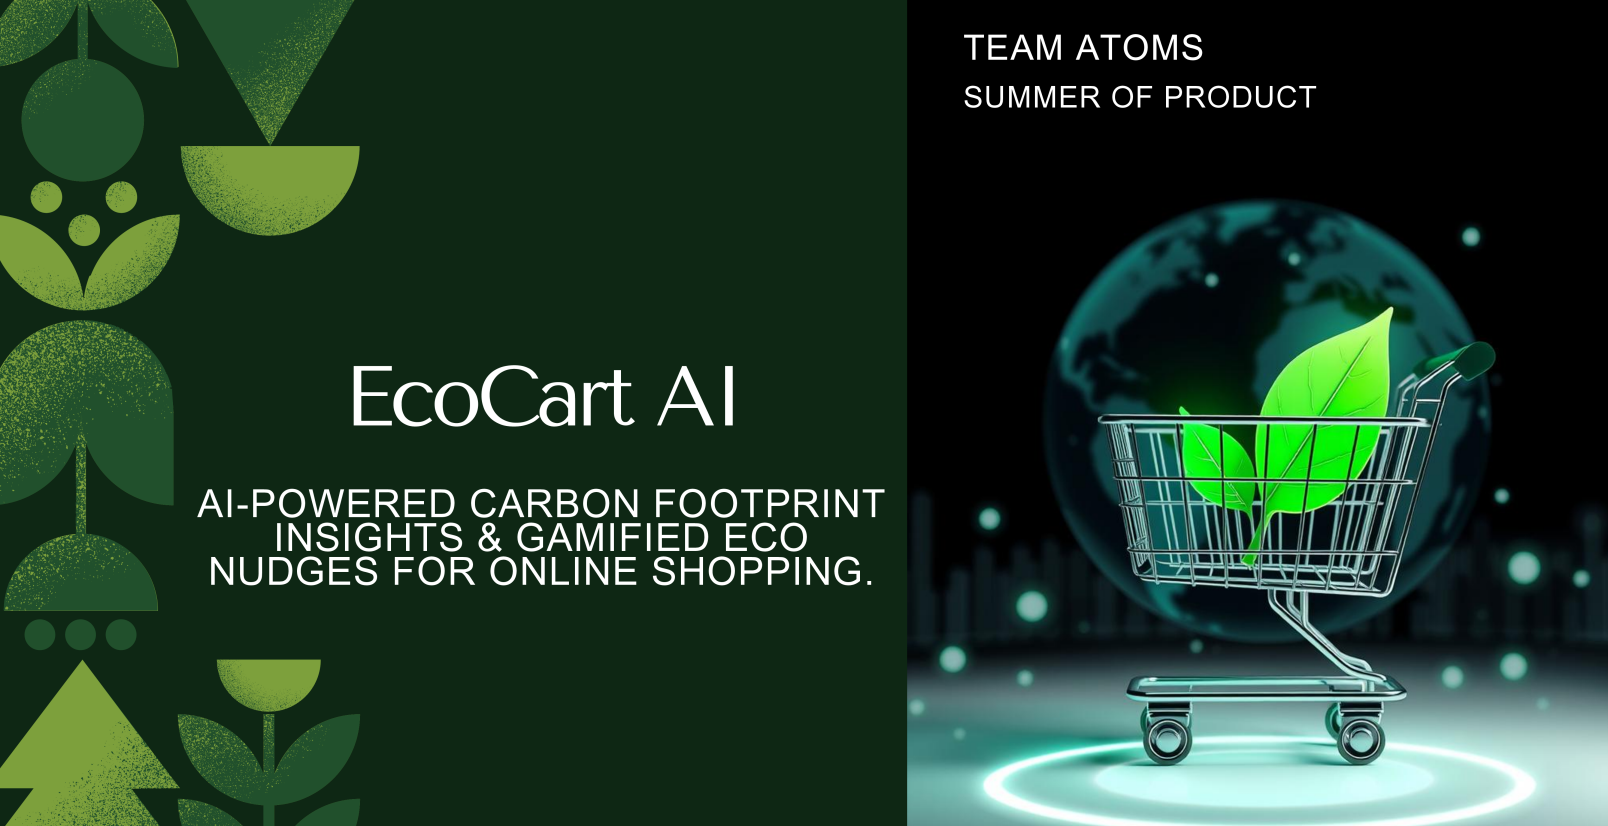 EcoCart AI
AI-POWERED CARBON FOOTPRINT
INSIGHTS & GAMIFIED ECO
NUDGES FOR ONLINE SHOPPING.
TEAM ATOMS
SUMMER OF PRODUCT